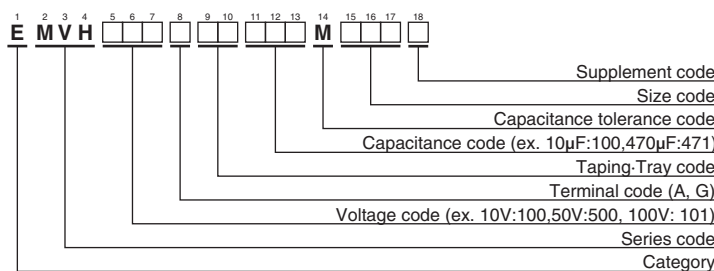 1 2 3 4 5 6 7 8 9 10 11 12 13 14 15 16 17 18
E M V H M
Supplement code
Size code
Capacitance tolerance code
Capacitance code (ex. 10μF:100,470μF:471)
Taping·Tray code
Terminal code (A, G)
Voltage code (ex. 10V:100,50V:500, 100V: 101)
Series code
Category